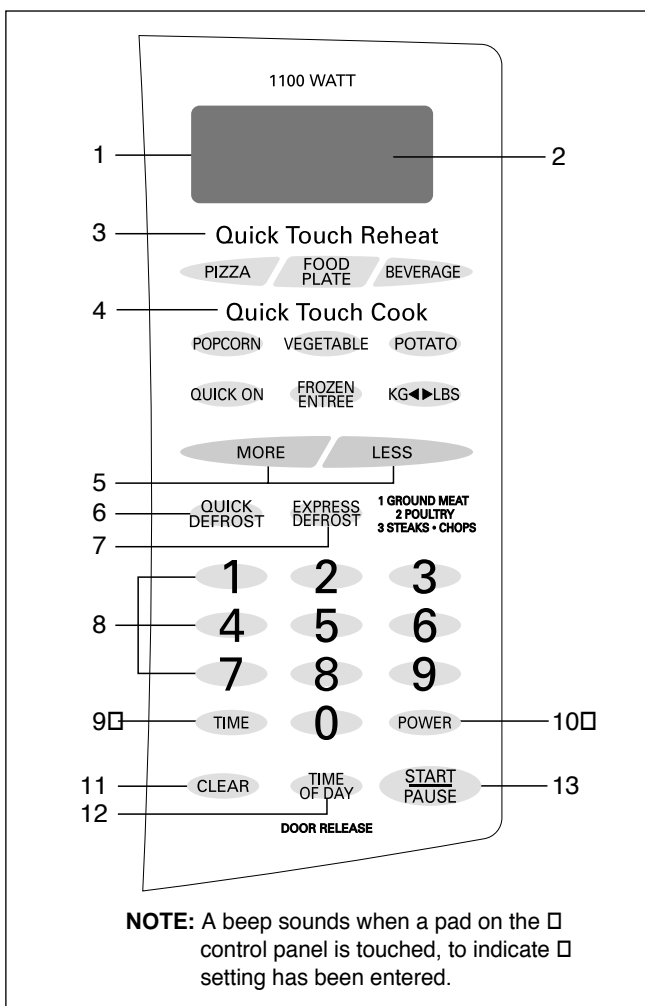 1100 WATT
1 2
3 Quick Touch Reheat
PIZZA FOOD PLATE BEVERAGE
4 Quick Touch Cook
POPCORN VEGETABLE POTATO
QUICK ON FROZEN ENTREE KG◀▶LBS
MORE LESS
5
6 QUICK DEFROST EXPRESS DEFROST
1 GROUND MEAT
2 POULTRY
3 STEAKS • CHOPS
7
1 2 3
8 4 5 6
7 8 9
9□ TIME 0 POWER 10□
11 CLEAR TIME OF DAY START PAUSE 13
12
DOOR RELEASE
NOTE: A beep sounds when a pad on the □
control panel is touched, to indicate □
setting has been entered.